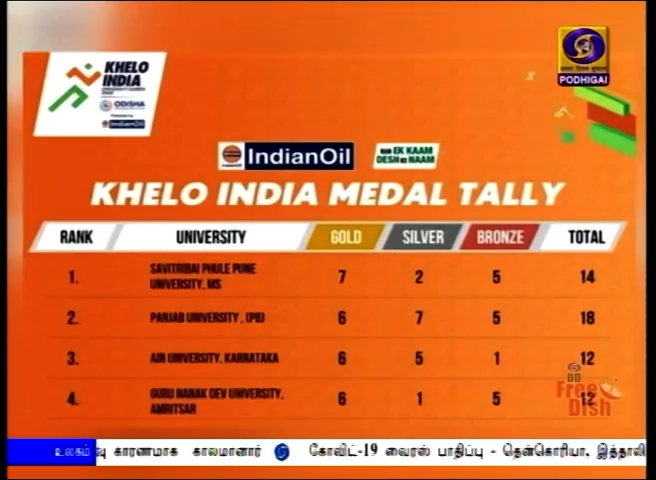 PODHIGAI
KHELO
INDIA
ODISHA
IndianOil
IndianOil
EK KAAM
DESH KE NAAM
KHELO INDIA MEDAL TALLY
RANK UNIVERSITY GOLD SILVER BRONZE TOTAL
1. SAVITRIBAI PHULE PUNE UNIVERSITY, MS 7 2 5 14
2. PANJAB UNIVERSITY, (PB) 6 7 5 18
3. AIN UNIVERSITY, KARNATAKA 6 5 1 12
4. GURU NANAK DEV UNIVERSITY, AMRITSAR 6 1 5 12
DD
Free
Dish
உலகம் வு காரணமாக காலமானார் கோவிட்-19 வைரஸ் பாதிப்பு - தென்கொரியா, இத்தாலி